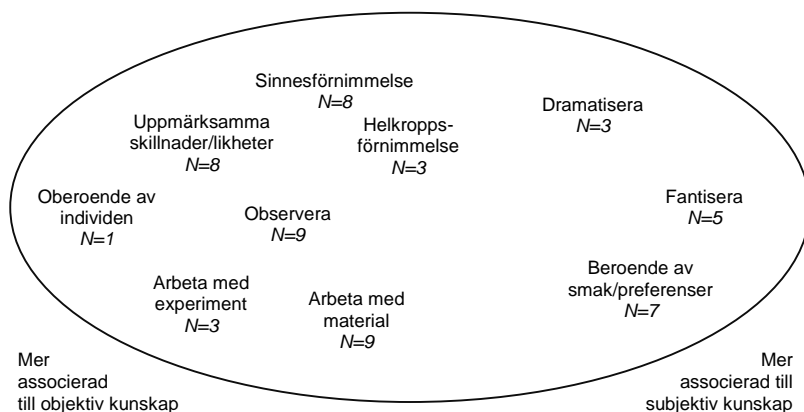 Sinnesförnimmelse
N=8
Dramatisera
N=3
Uppmärksamma
skillnader/likheter
N=8
Helkropps-
förnimmelse
N=3
Oberoende av
individen
N=1
Observera
N=9
Fantisera
N=5
Arbeta med
experiment
N=3
Arbeta med
material
N=9
Beroende av
smak/preferenser
N=7
Mer
associerad
till objektiv kunskap
Mer
associerad till
subjektiv kunskap